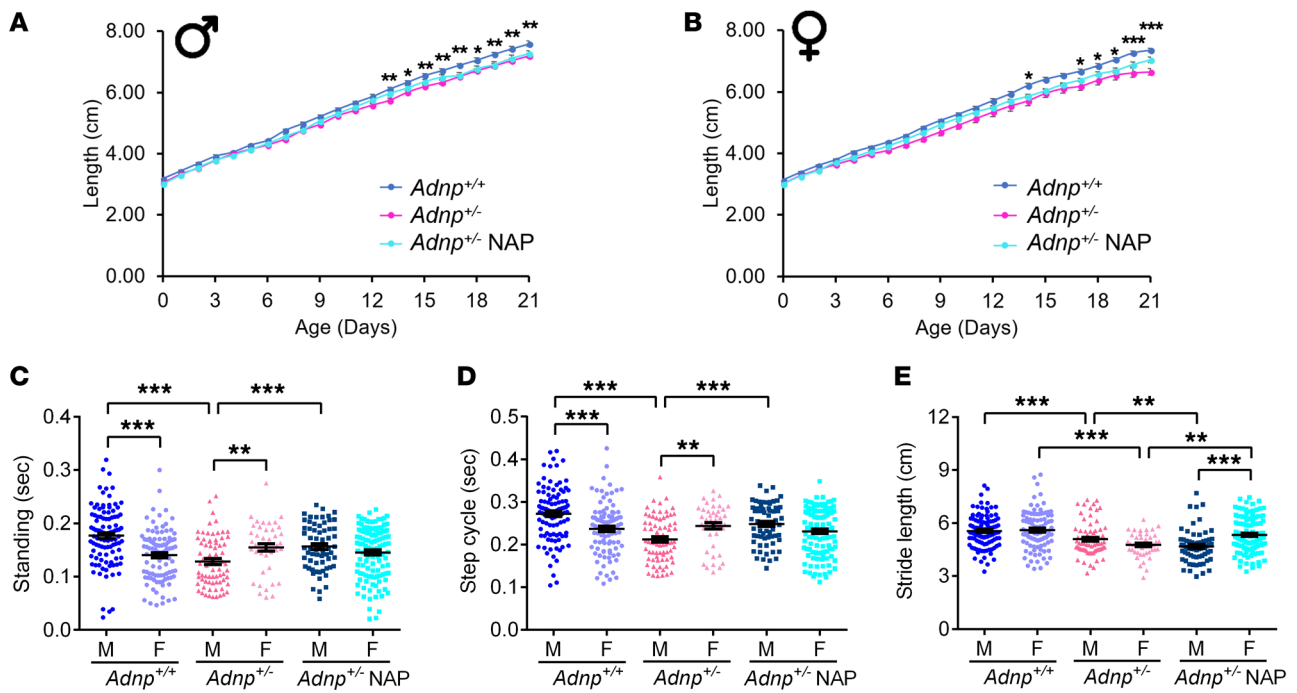 A
B
8.00
6.00
4.00
2.00
0.00
Length (cm)
** * ** ** ** * ** ** **
Adnp+/+
Adnp+/-
Adnp+/- NAP
0 3 6 9 12 15 18 21
Age (Days)
8.00
6.00
4.00
2.00
0.00
Length (cm)
* * * * *** ***
Adnp+/+
Adnp+/-
Adnp+/- NAP
0 3 6 9 12 15 18 21
Age (Days)
C
D
E
*** ***
*** **
0.4
0.3
0.2
0.1
0.0
Standing (sec)
M F M F M F
Adnp+/+ Adnp+/- Adnp+/- NAP
*** ***
*** **
0.5
0.4
0.3
0.2
0.1
0.0
Step cycle (sec)
M F M F M F
Adnp+/+ Adnp+/- Adnp+/- NAP
*** **
*** **
***
12
9
6
3
0
Stride length (cm)
M F M F M F
Adnp+/+ Adnp+/- Adnp+/- NAP